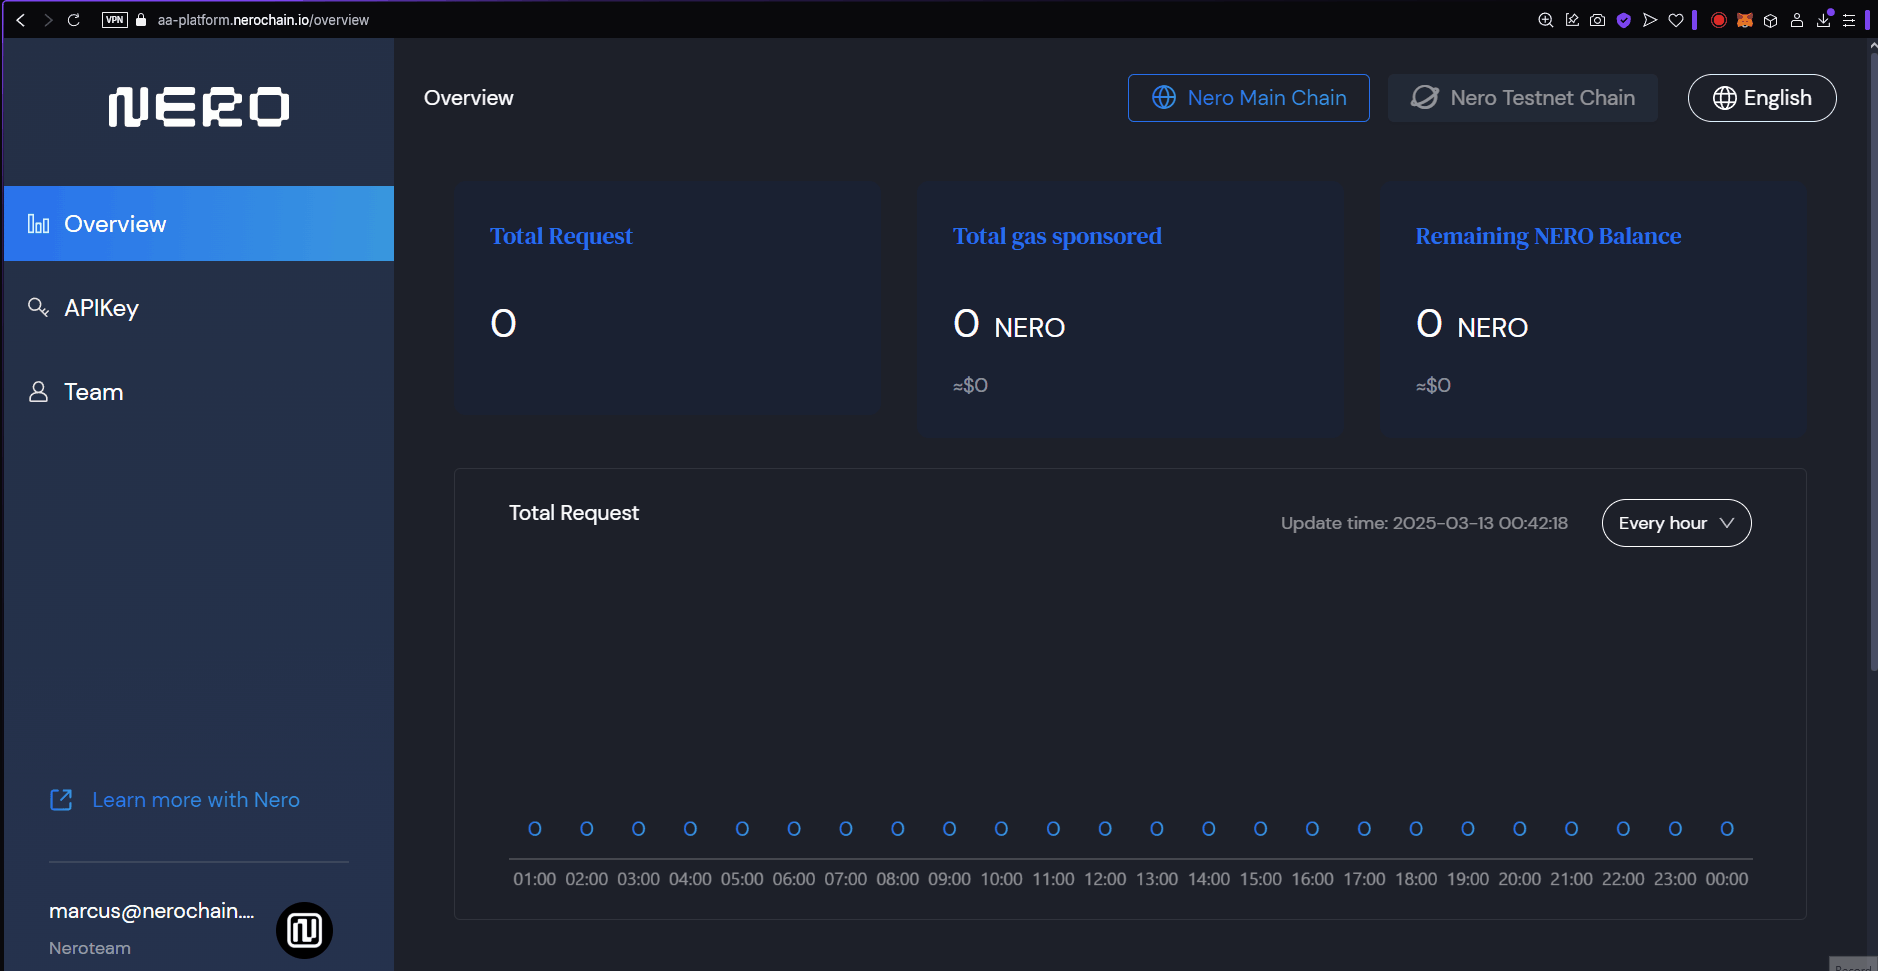 VPN aa-platform.nerochain.io/overview
NERO
Overview
APIKey
Team
Learn more with Nero
marcus@nerochain....
Neroteam
Overview
Nero Main Chain
Nero Testnet Chain
English
Total Request
0
Total gas sponsored
0 NERO
≈$0
Remaining NERO Balance
0 NERO
≈$0
Total Request
Update time: 2025-03-13 00:42:18
Every hour
0 0 0 0 0 0 0 0 0 0 0 0 0 0 0 0 0 0 0 0 0 0 0 0
01:00 02:00 03:00 04:00 05:00 06:00 07:00 08:00 09:00 10:00 11:00 12:00 13:00 14:00 15:00 16:00 17:00 18:00 19:00 20:00 21:00 22:00 23:00 00:00